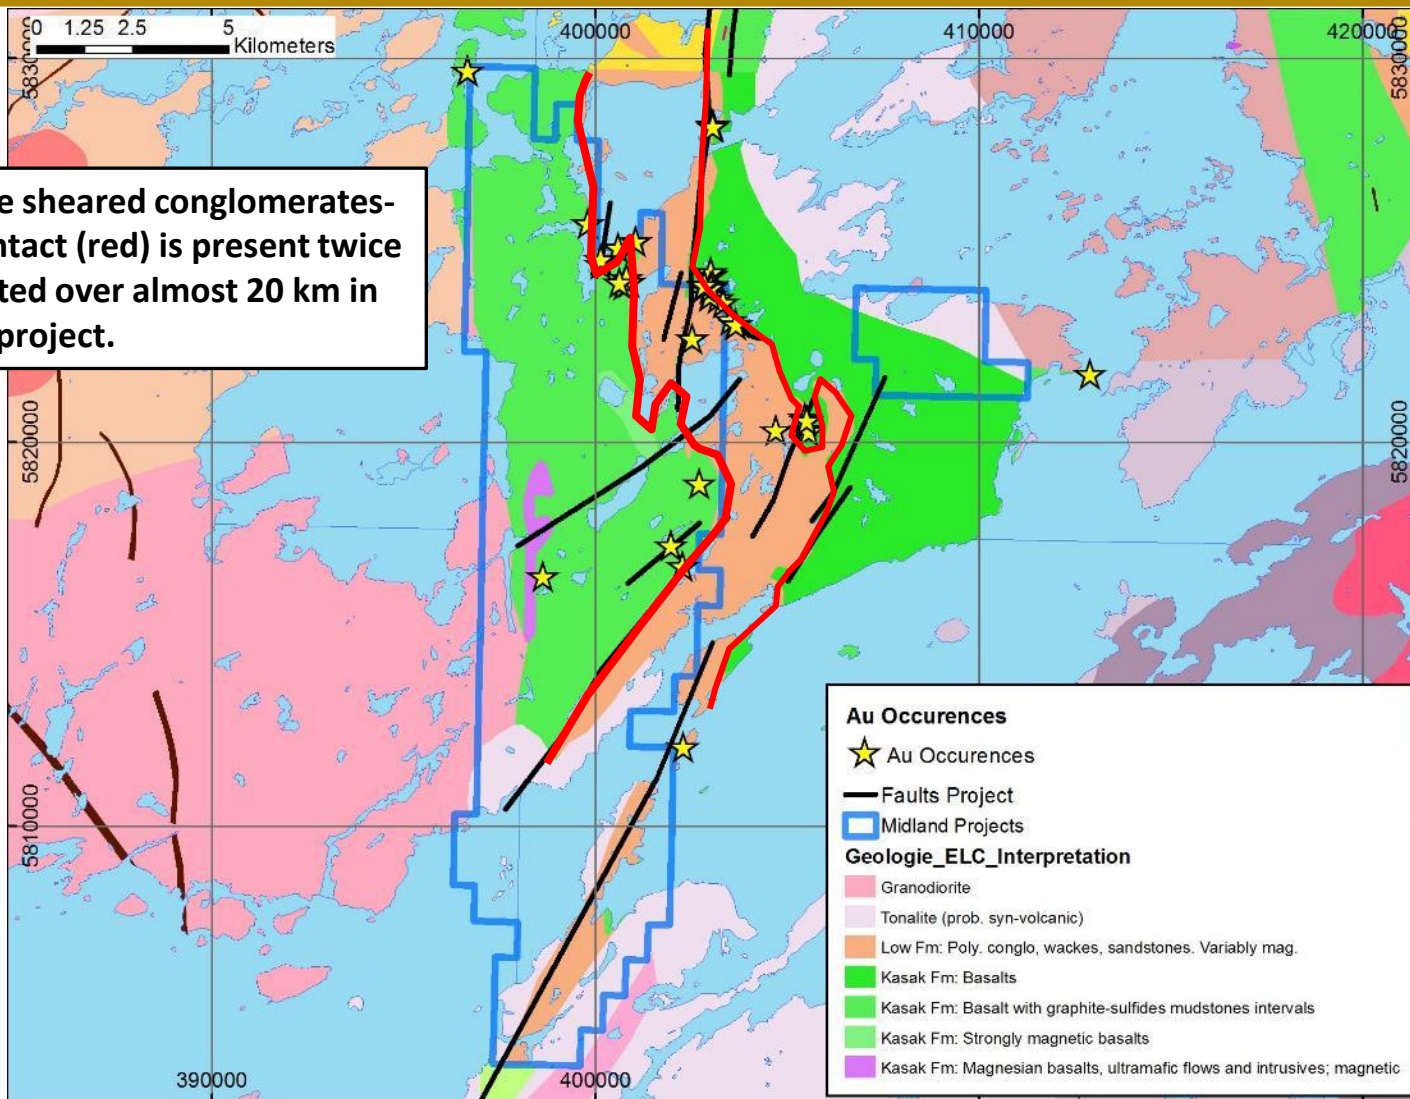 0 1.25 2.5 5
Kilometers
400000
410000
420000
5830000
5830000
e sheared conglomerates-
ntact (red) is present twice
ted over almost 20 km in
project.
5820000
5820000
5810000
390000
400000
Au Occurences
Au Occurences
Faults Project
Midland Projects
Geologie_ELC_Interpretation
Granodiorite
Tonalite (prob. syn-volcanic)
Low Fm: Poly. conglo, wackes, sandstones. Variably mag.
Kasak Fm: Basalts
Kasak Fm: Basalt with graphite-sulfides mudstones intervals
Kasak Fm: Strongly magnetic basalts
Kasak Fm: Magnesian basalts, ultramafic flows and intrusives; magnetic